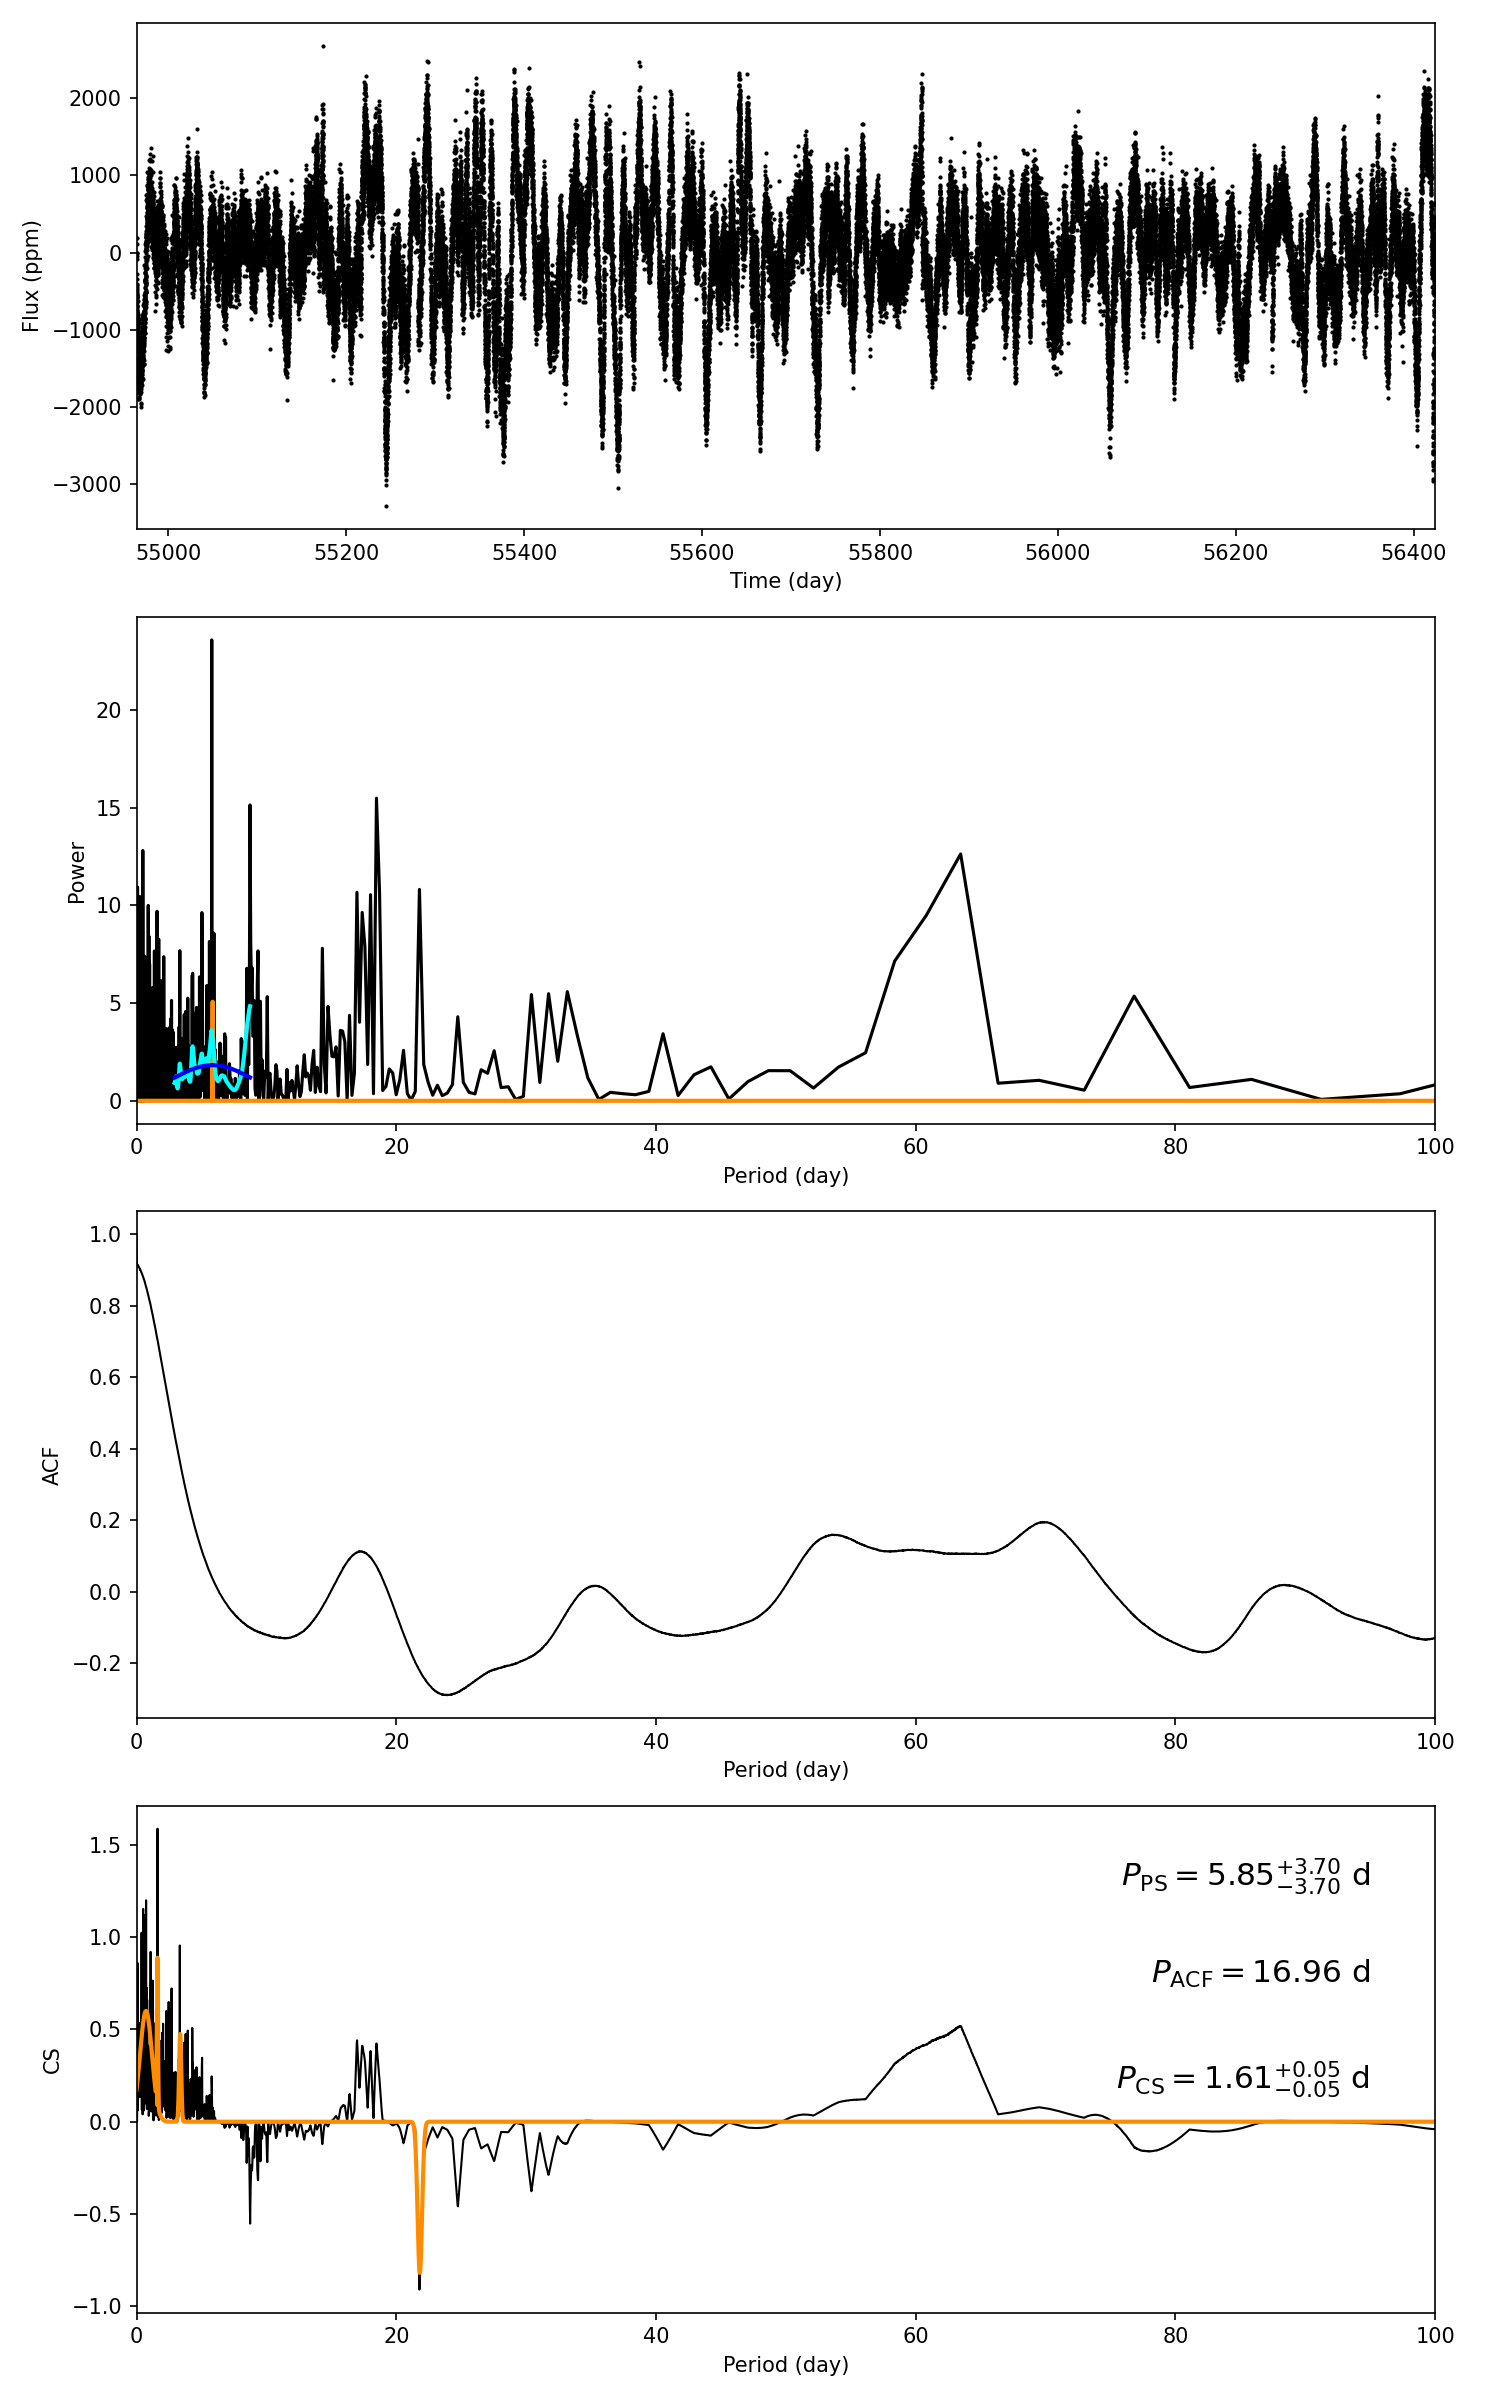 2000
1000
0
−1000
−2000
−3000
Flux (ppm)
55000 55200 55400 55600 55800 56000 56200 56400
Time (day)
20
15
10
5
0
Power
0 20 40 60 80 100
Period (day)
1.0
0.8
0.6
0.4
0.2
0.0
−0.2
ACF
0 20 40 60 80 100
Period (day)
1.5
1.0
0.5
0.0
−0.5
−1.0
CS
P_PS = 5.85^{+3.70}_{−3.70} d
P_ACF = 16.96 d
P_CS = 1.61^{+0.05}_{−0.05} d
0 20 40 60 80 100
Period (day)